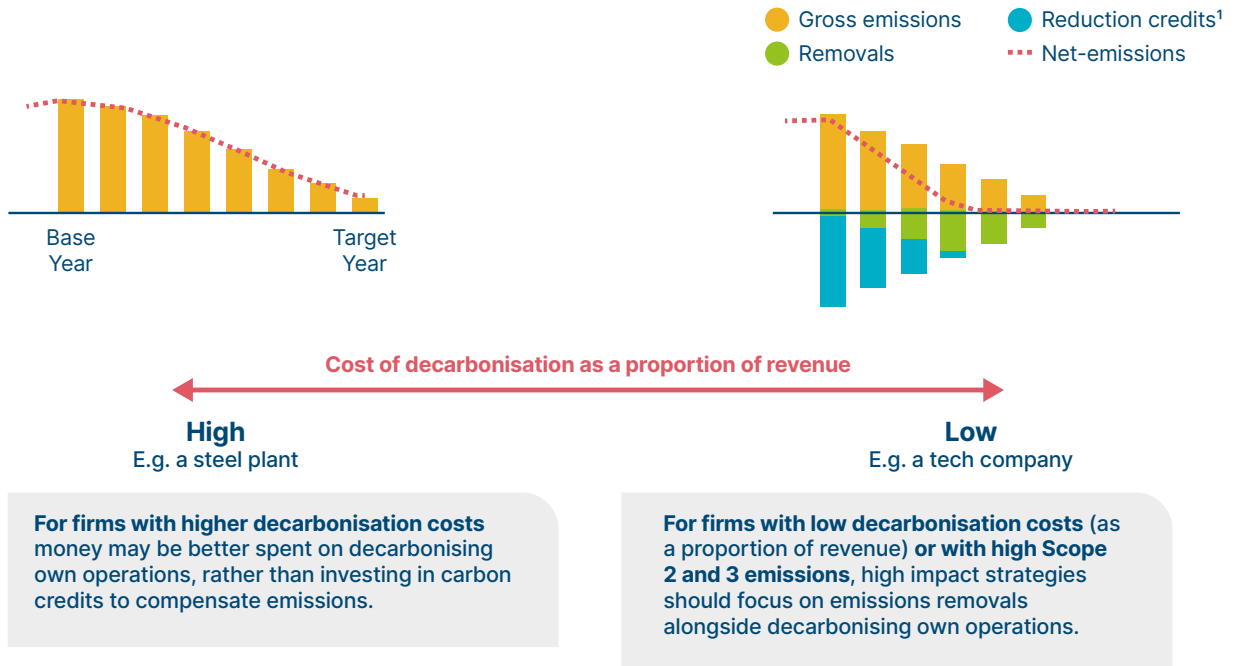 Gross emissions
Reduction credits¹
Removals
Net-emissions
Base
Year
Target
Year
Cost of decarbonisation as a proportion of revenue
High
E.g. a steel plant
Low
E.g. a tech company
For firms with higher decarbonisation costs
money may be better spent on decarbonising
own operations, rather than investing in carbon
credits to compensate emissions.
For firms with low decarbonisation costs (as
a proportion of revenue) or with high Scope
2 and 3 emissions, high impact strategies
should focus on emissions removals
alongside decarbonising own operations.